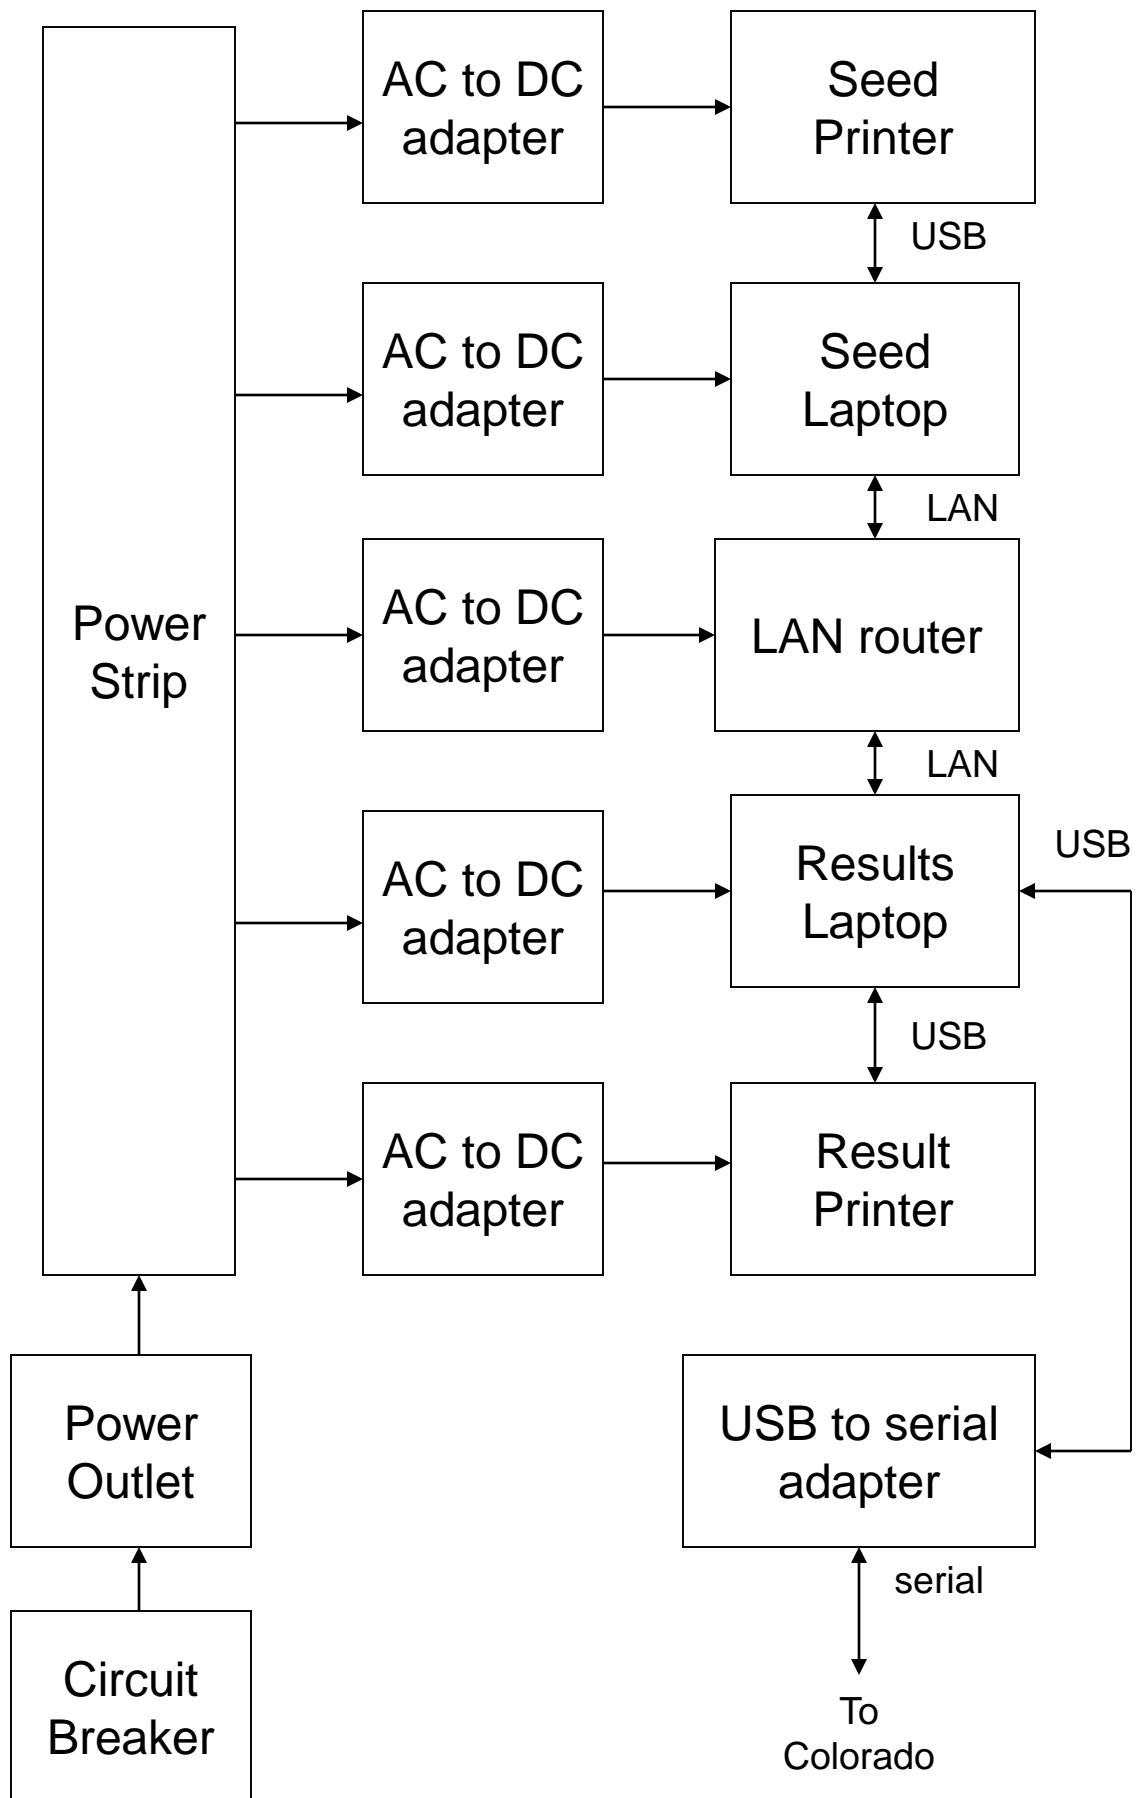 AC to DC
adapter
Seed
Printer
USB
AC to DC
adapter
Seed
Laptop
LAN
Power
Strip
AC to DC
adapter
LAN router
LAN
AC to DC
adapter
Results
Laptop
USB
USB
AC to DC
adapter
Result
Printer
Power
Outlet
USB to serial
adapter
serial
Circuit
Breaker
To
Colorado